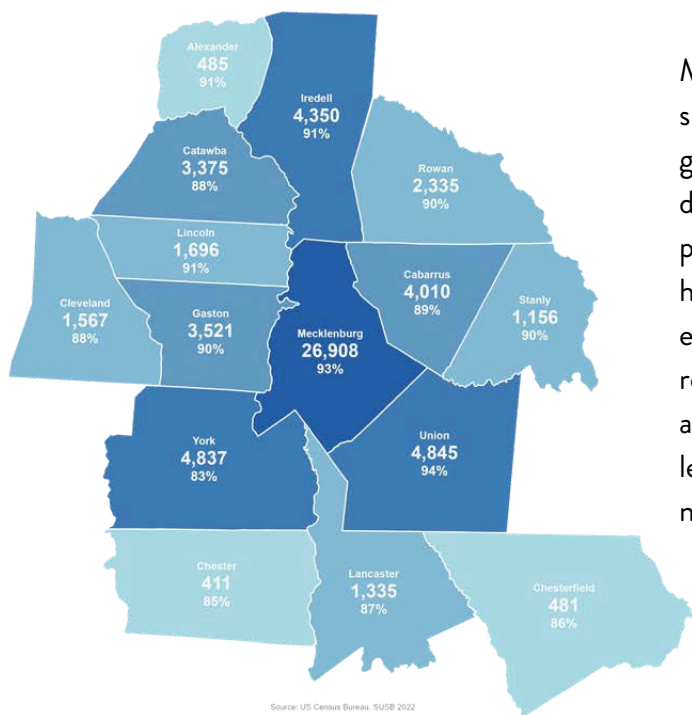 Alexander
485
91%
Iredell
4,350
91%
Catawba
3,375
88%
Rowan
2,335
90%
Lincoln
1,696
91%
Cleveland
1,567
88%
Gaston
3,521
90%
Mecklenburg
26,908
93%
Cabarrus
4,010
89%
Stanly
1,156
90%
York
4,837
83%
Union
4,845
94%
Chester
411
85%
Lancaster
1,335
87%
Chesterfield
481
86%
Source: US Census Bureau, SUSB 2022